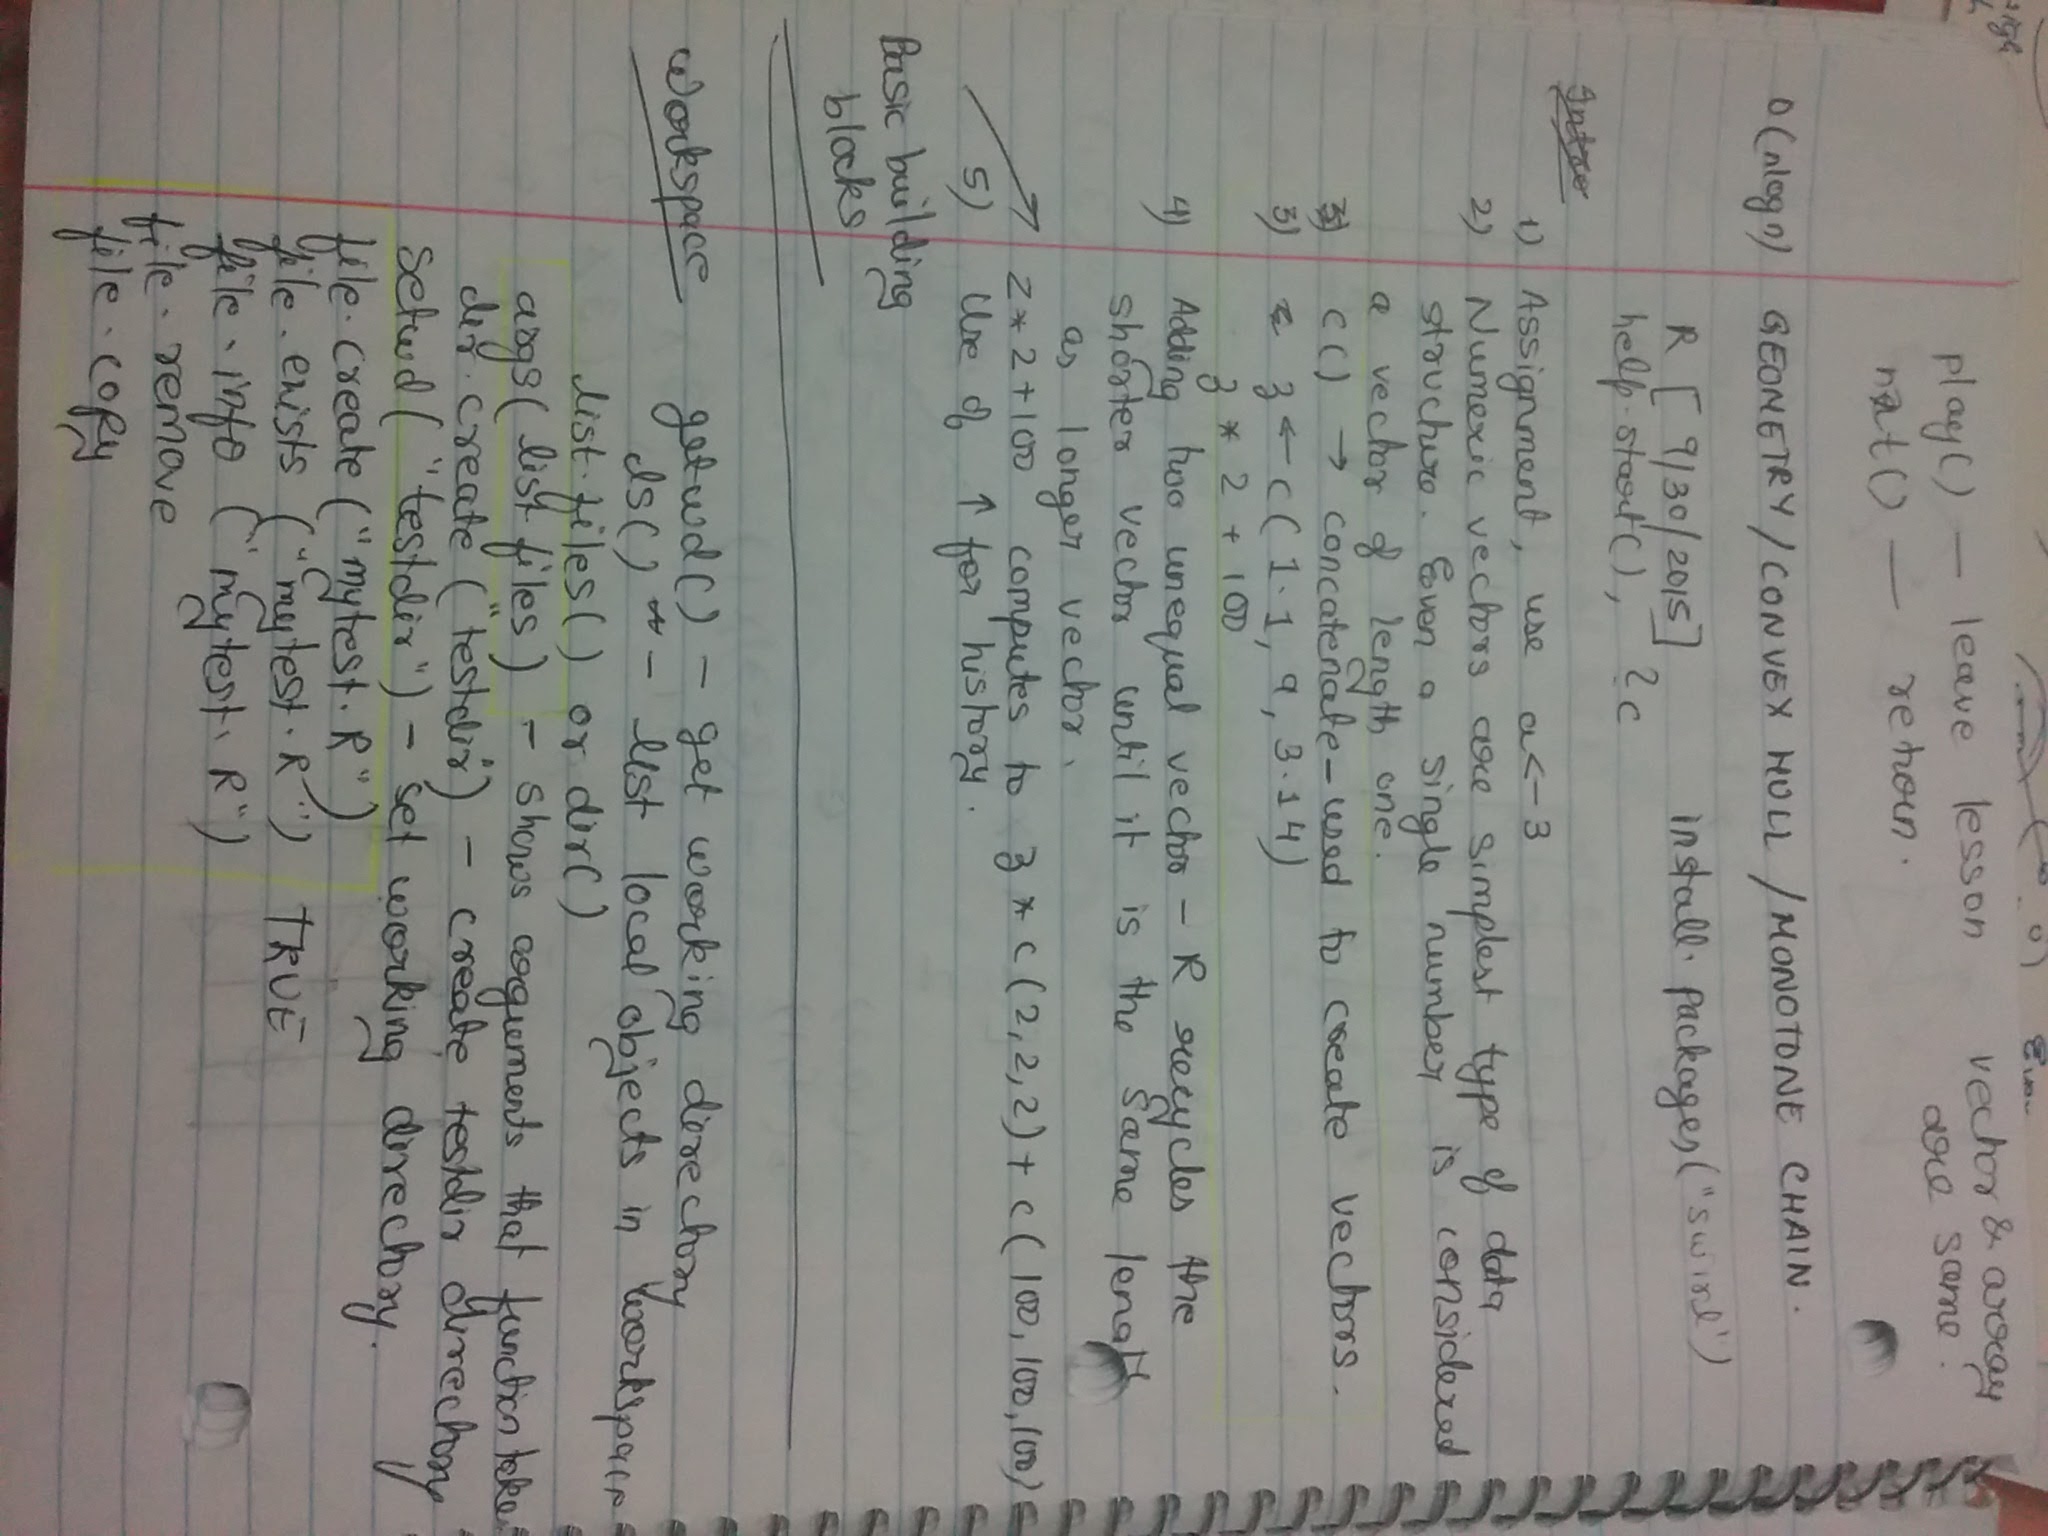 play() — leave lesson
vector & array are same.
nxt() — return.
O(nlogn) GEOMETRY/CONVEX HULL/MONOTONE CHAIN.
R [9/30/2015] install.packages("swirl")
help.start(), ?c
Intro
1) Assignment, use a<-3
2) Numeric vectors are simplest type of data
structure. Even a single number is considered
a vector of length one.
3) c() → concatenate - used to create vectors.
3) z ← c(1.1, 9, 3.14)
z * 2 + 100
4) Adding two unequal vector - R recycles the
shorter vector until it is the same length
as longer vector.
z * 2 + 100 computes to z * c(2,2,2) + c(100,100,100)
5) Use of ↑ for history.
Basic building
blocks
workspace getwd() - get working directory
ls() - list local objects in workspace
list.files() or dir()
args(list.files) - shows arguments that function take
dir.create("testdir") - create testdir directory
setwd("testdir") - set working directory.
file.create("mytest.R")
file.exists("mytest.R") TRUE
file.info("mytest.R")
file.remove
file.copy